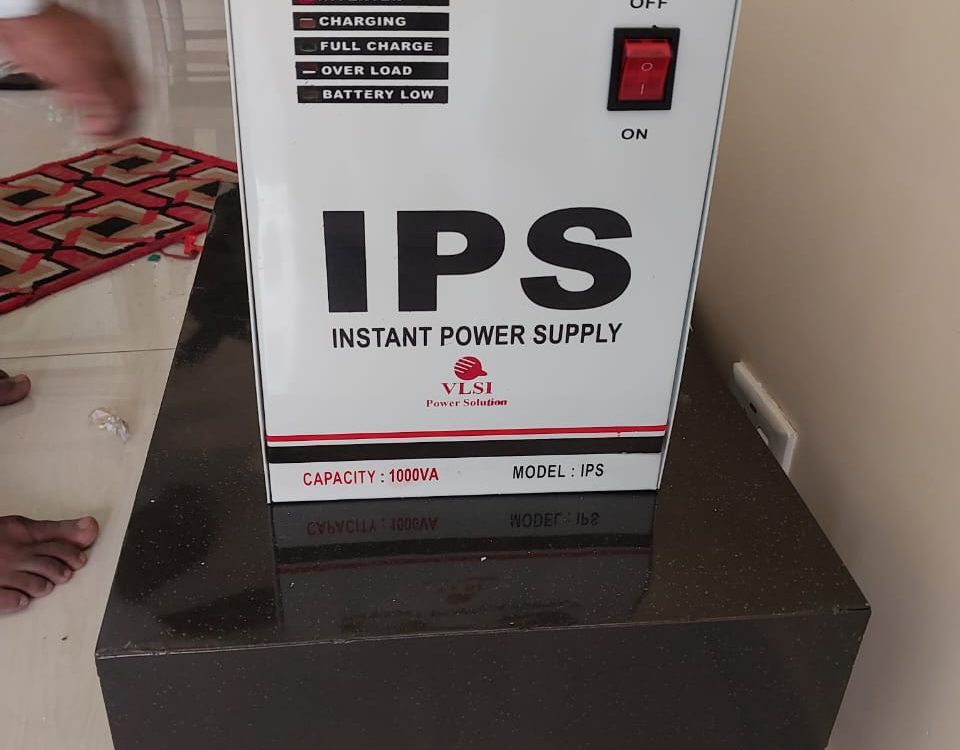 OFF
CHARGING
FULL CHARGE
OVER LOAD
BATTERY LOW
ON
IPS
INSTANT POWER SUPPLY
VLSI
Power Solution
CAPACITY : 1000VA MODEL : IPS